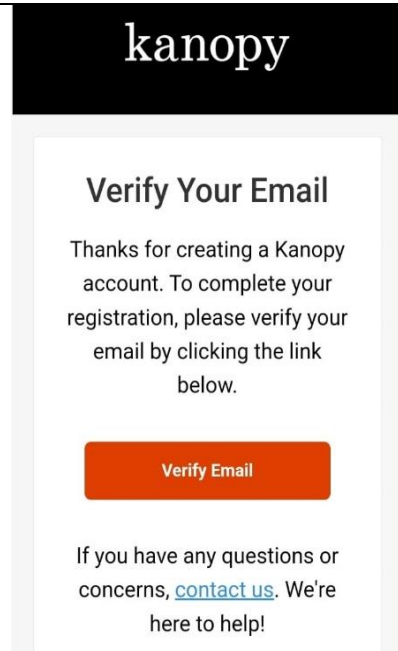 kanopy
Verify Your Email
Thanks for creating a Kanopy
account. To complete your
registration, please verify your
email by clicking the link
below.
Verify Email
If you have any questions or
concerns, contact us. We're
here to help!